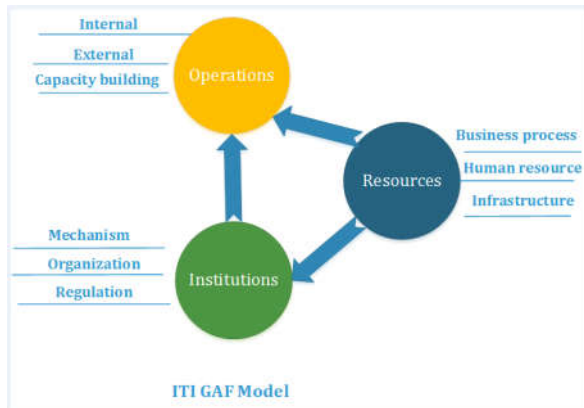 Internal
External
Capacity building
Operations
Business process
Human resource
Infrastructure
Resources
Mechanism
Organization
Regulation
Institutions
ITI GAF Model